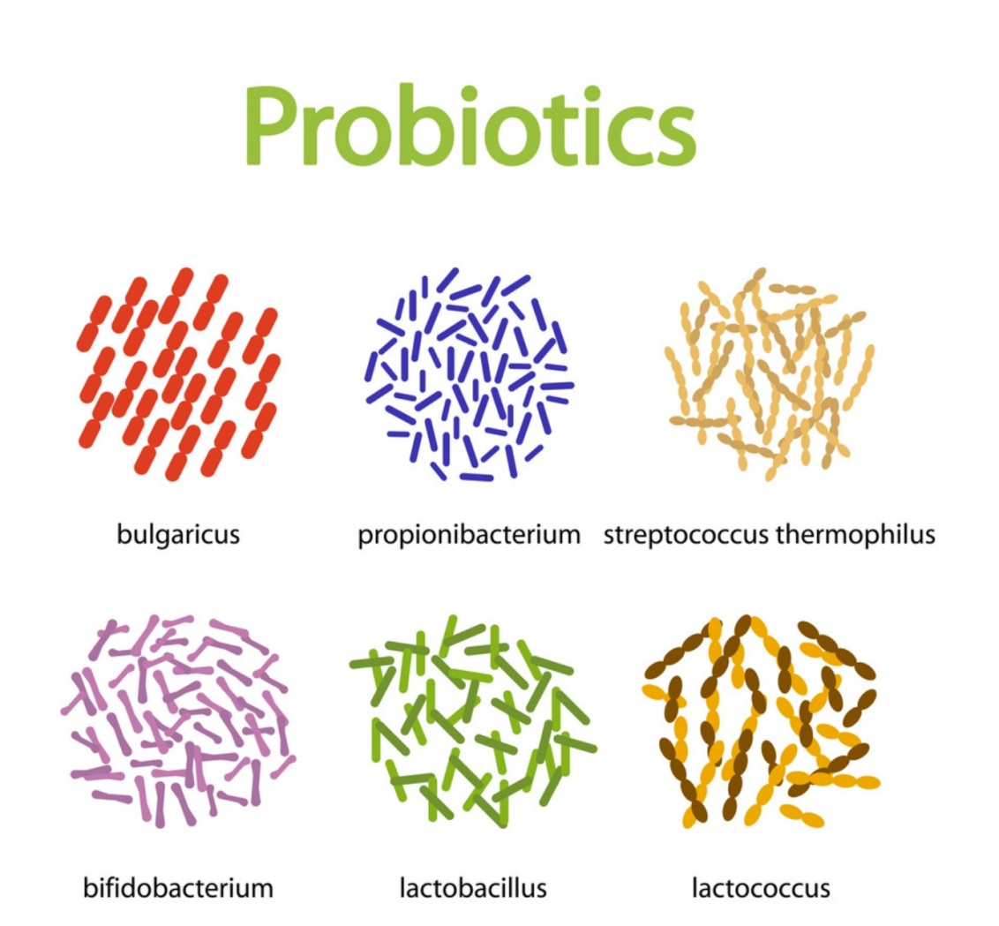 Probiotics
bulgaricus
propionibacterium
streptococcus thermophilus
bifidobacterium
lactobacillus
lactococcus